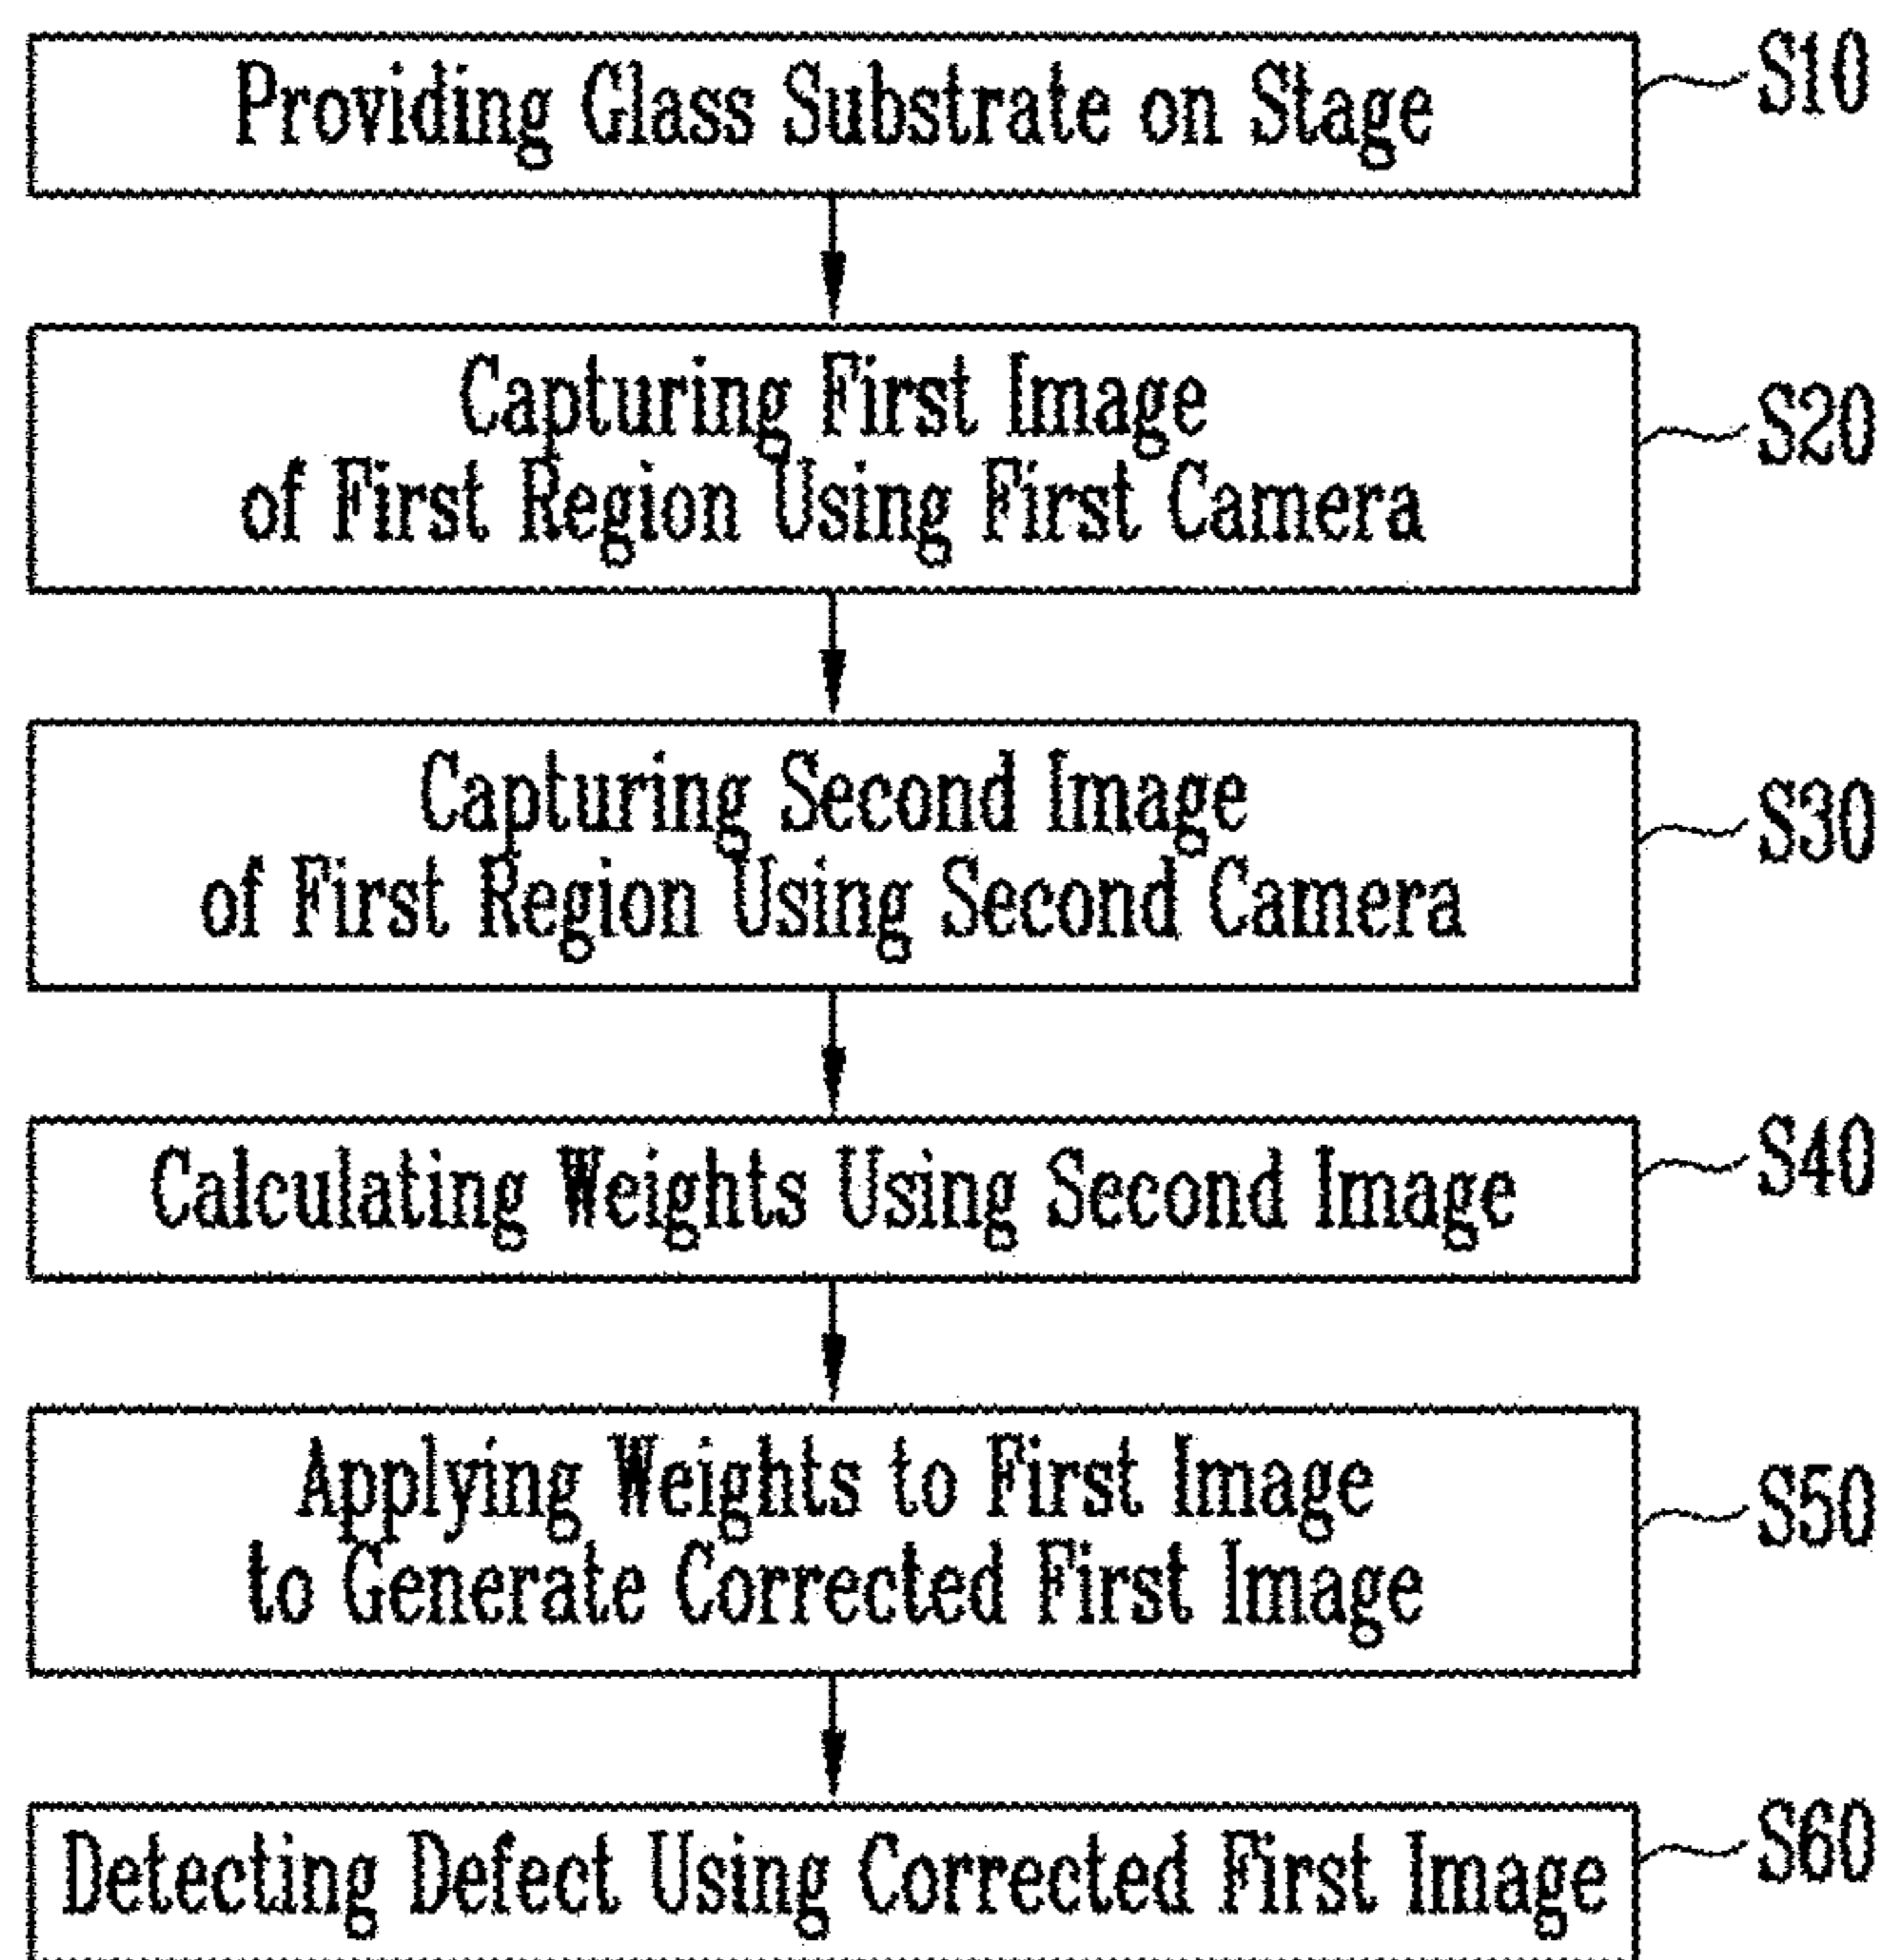 Providing Glass Substrate on Stage
S10
Capturing First Image
of First Region Using First Camera
S20
Capturing Second Image
of First Region Using Second Camera
S30
Calculating Weights Using Second Image
S40
Applying Weights to First Image
to Generate Corrected First Image
S50
Detecting Defect Using Corrected First Image
S60